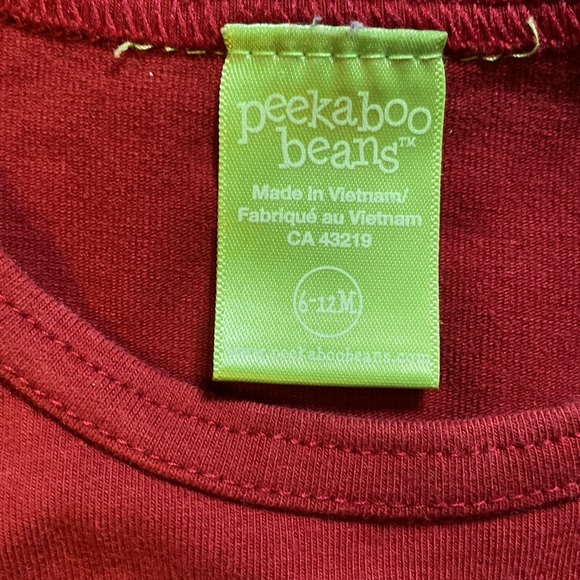 peekaboo
beans™
Made in Vietnam/
Fabriqué au Vietnam
CA 43219
6-12M
www.peekaboobeans.com